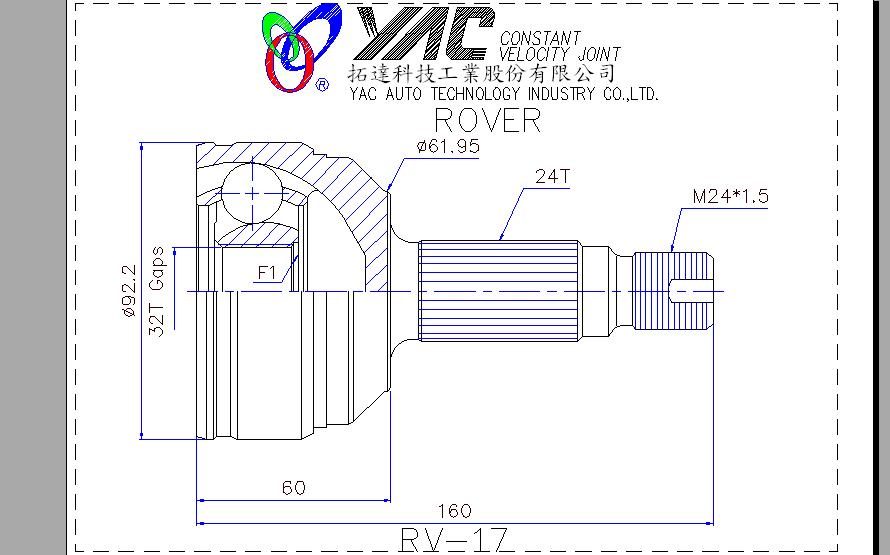 YAC CONSTANT
VELOCITY JOINT
®
拓達科技工業股份有限公司
YAC AUTO TECHNOLOGY INDUSTRY CO.,LTD.
ROVER
ø61.95
24T
M24*1.5
F1
ø92.2
32T Gaps
60
160
RV-17